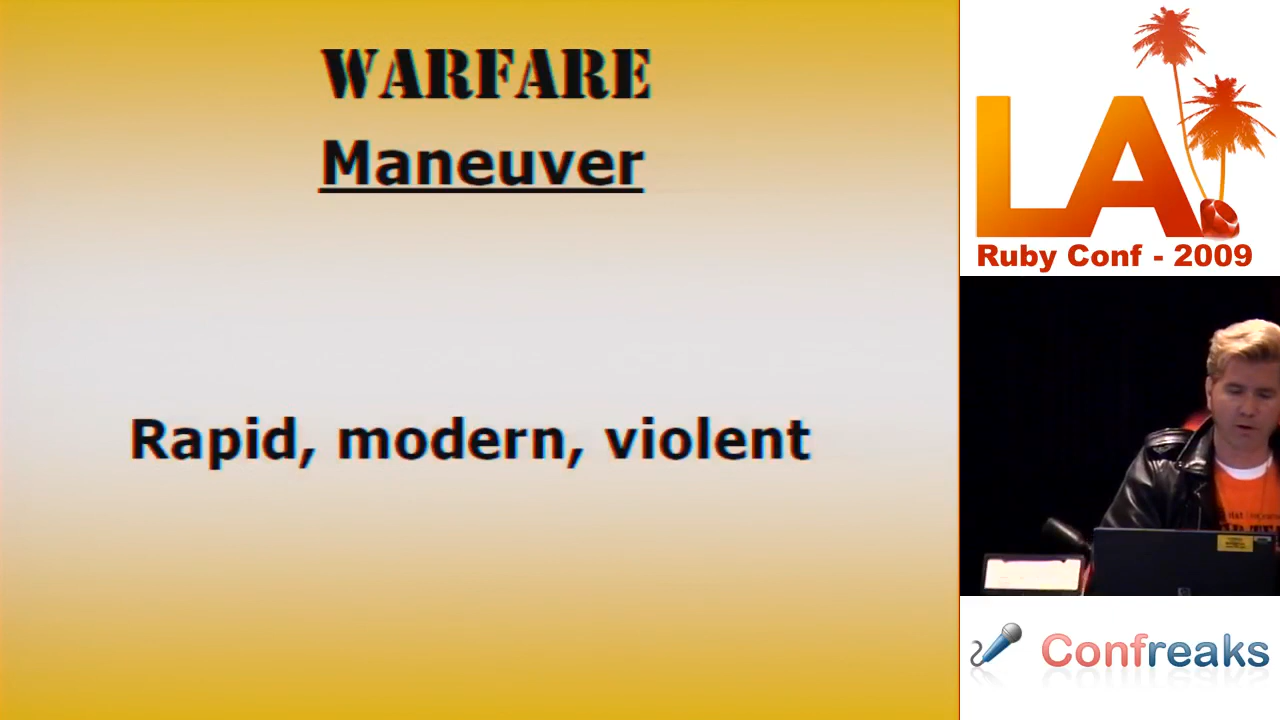 WARFARE
Maneuver
Rapid, modern, violent
LA
Ruby Conf - 2009
Confreaks